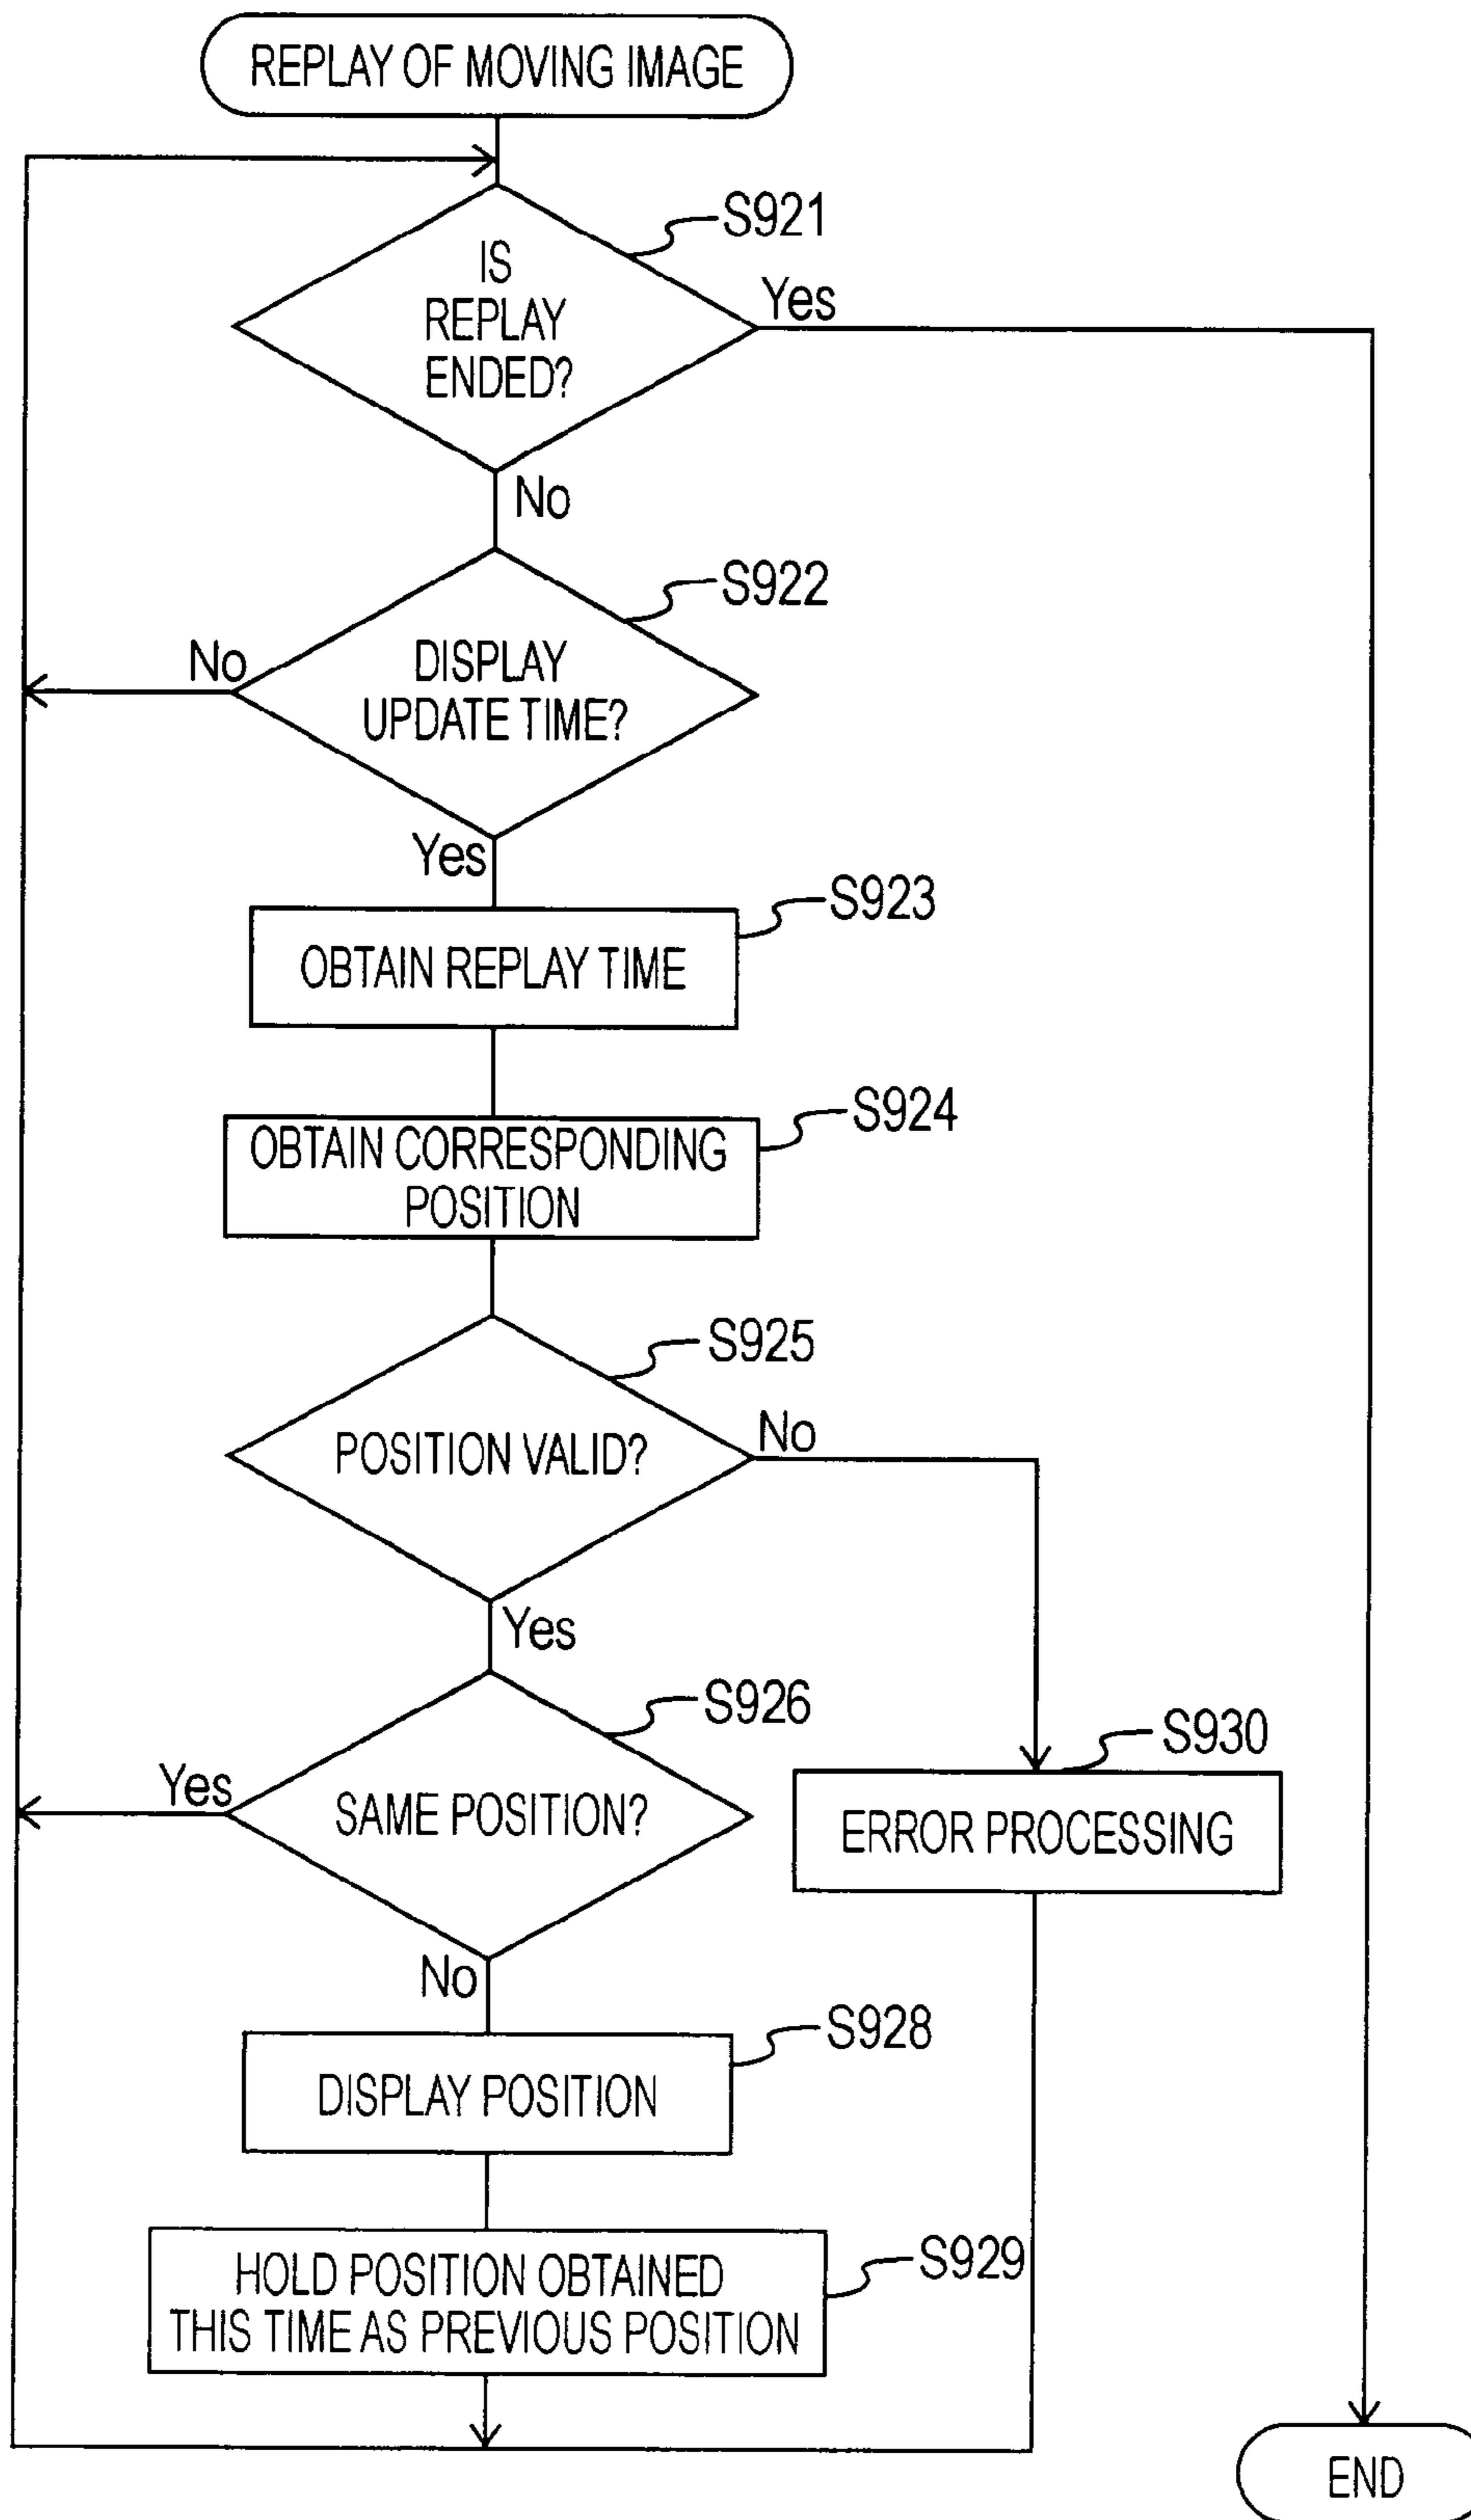 REPLAY OF MOVING IMAGE
S921
IS
REPLAY
ENDED?
Yes
No
S922
DISPLAY
UPDATE TIME?
No
Yes
S923
OBTAIN REPLAY TIME
S924
OBTAIN CORRESPONDING
POSITION
S925
POSITION VALID?
No
Yes
S926
SAME POSITION?
Yes
S930
ERROR PROCESSING
No
S928
DISPLAY POSITION
S929
HOLD POSITION OBTAINED
THIS TIME AS PREVIOUS POSITION
END